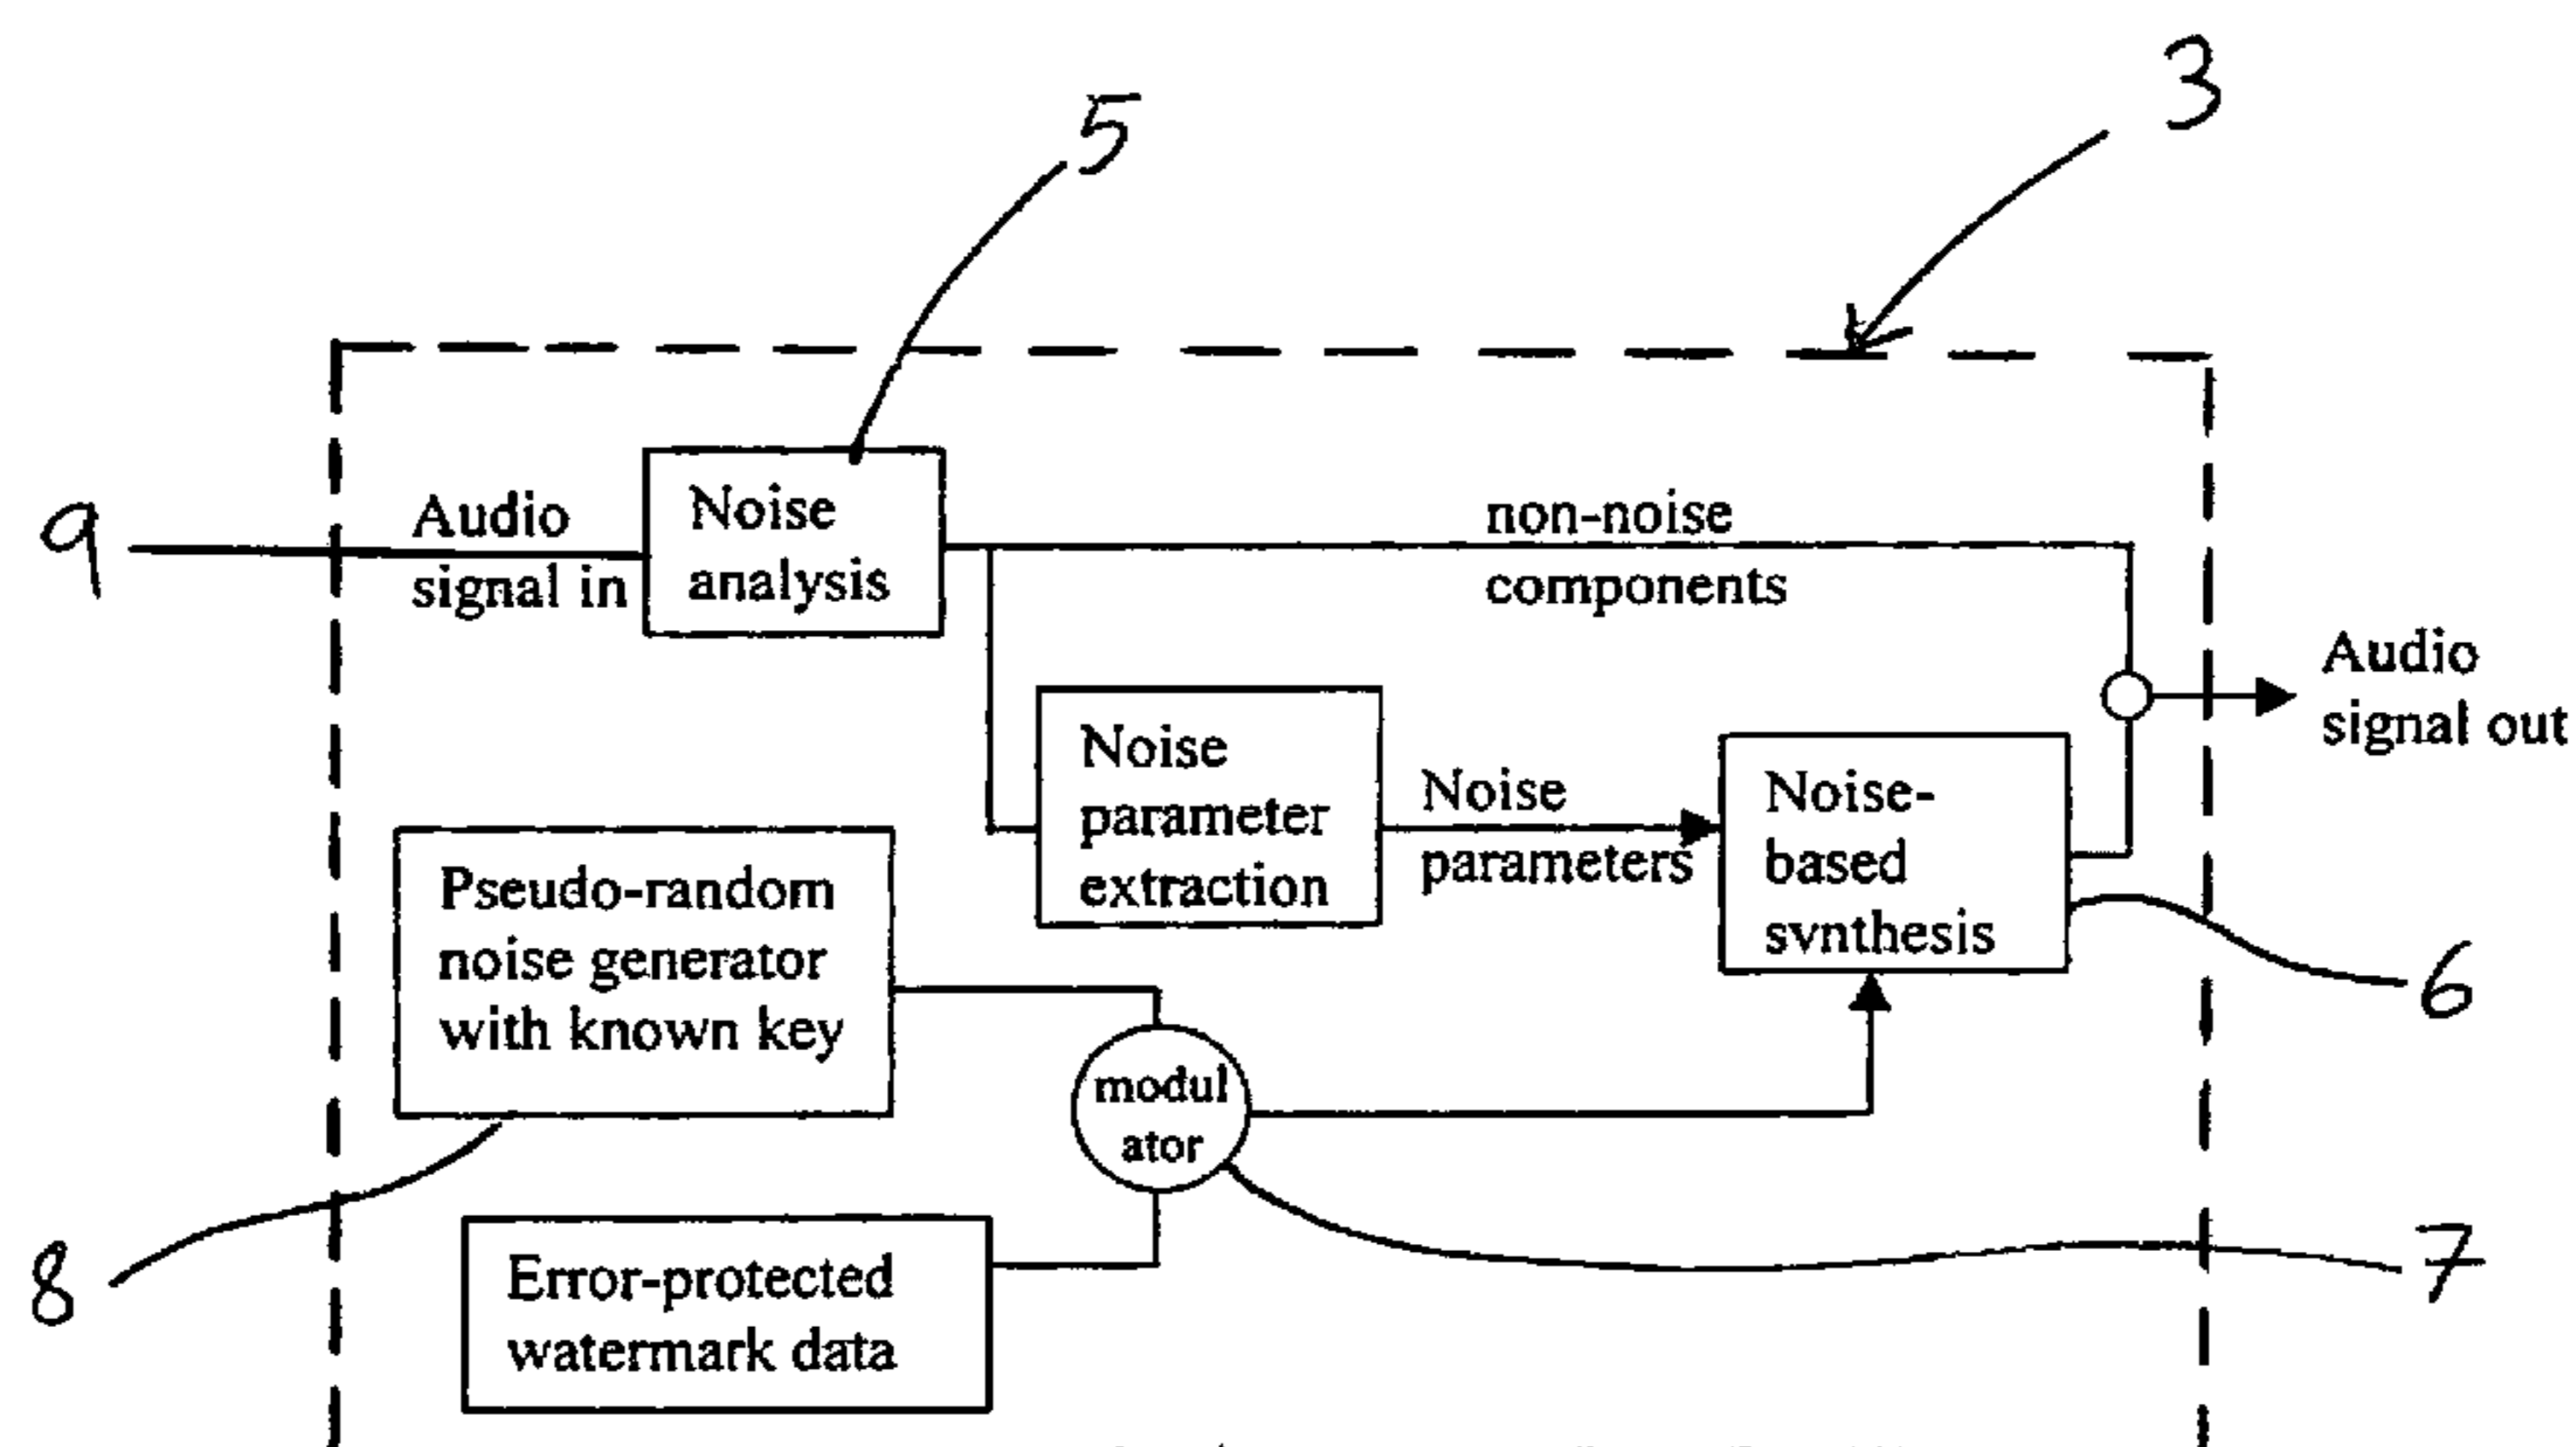 3
5
9
Audio
signal in
Noise
analysis
non-noise
components
Audio
signal out
Noise
parameter
extraction
Noise
parameters
Noise-
based
synthesis
6
Pseudo-random
noise generator
with known key
modul
ator
8
Error-protected
watermark data
7